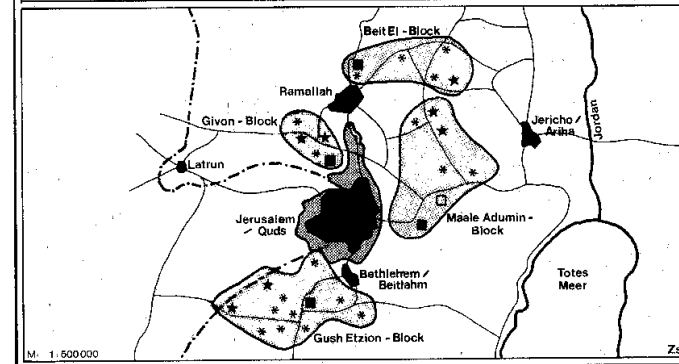 Beit El - Block
Ramallah
Givon - Block
Jericho /
Ariha
Jordan
Latrun
Jerusalem
/ Quds
Maale Adumin -
Block
Bethlehem /
Beitlahm
Totes
Meer
Gush Etzion - Block
M. 1:500000
Zs